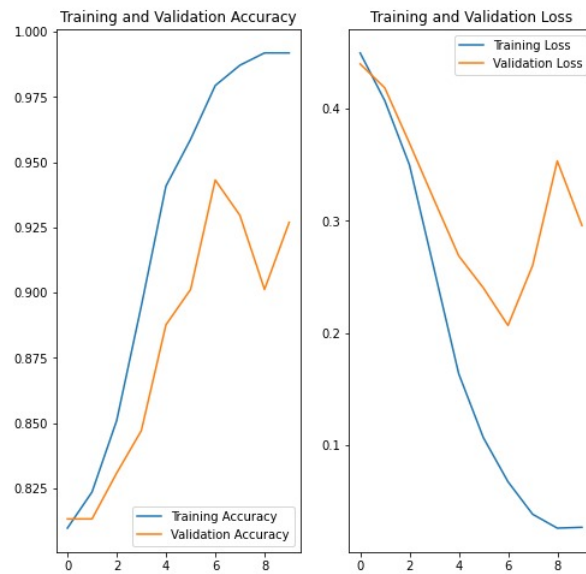 Training and Validation Accuracy
1.000
0.975
0.950
0.925
0.900
0.875
0.850
0.825
Training Accuracy
Validation Accuracy
0 2 4 6 8
Training and Validation Loss
Training Loss
Validation Loss
0.4
0.3
0.2
0.1
0 2 4 6 8